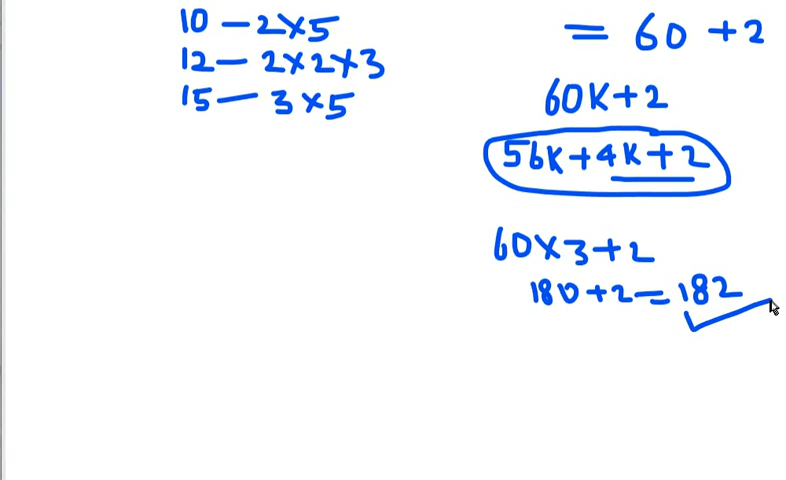 10 — 2×5
12 — 2×2×3
15 — 3×5
= 60 +2
60K+2
56K+4K+2
60×3+2
180+2=182